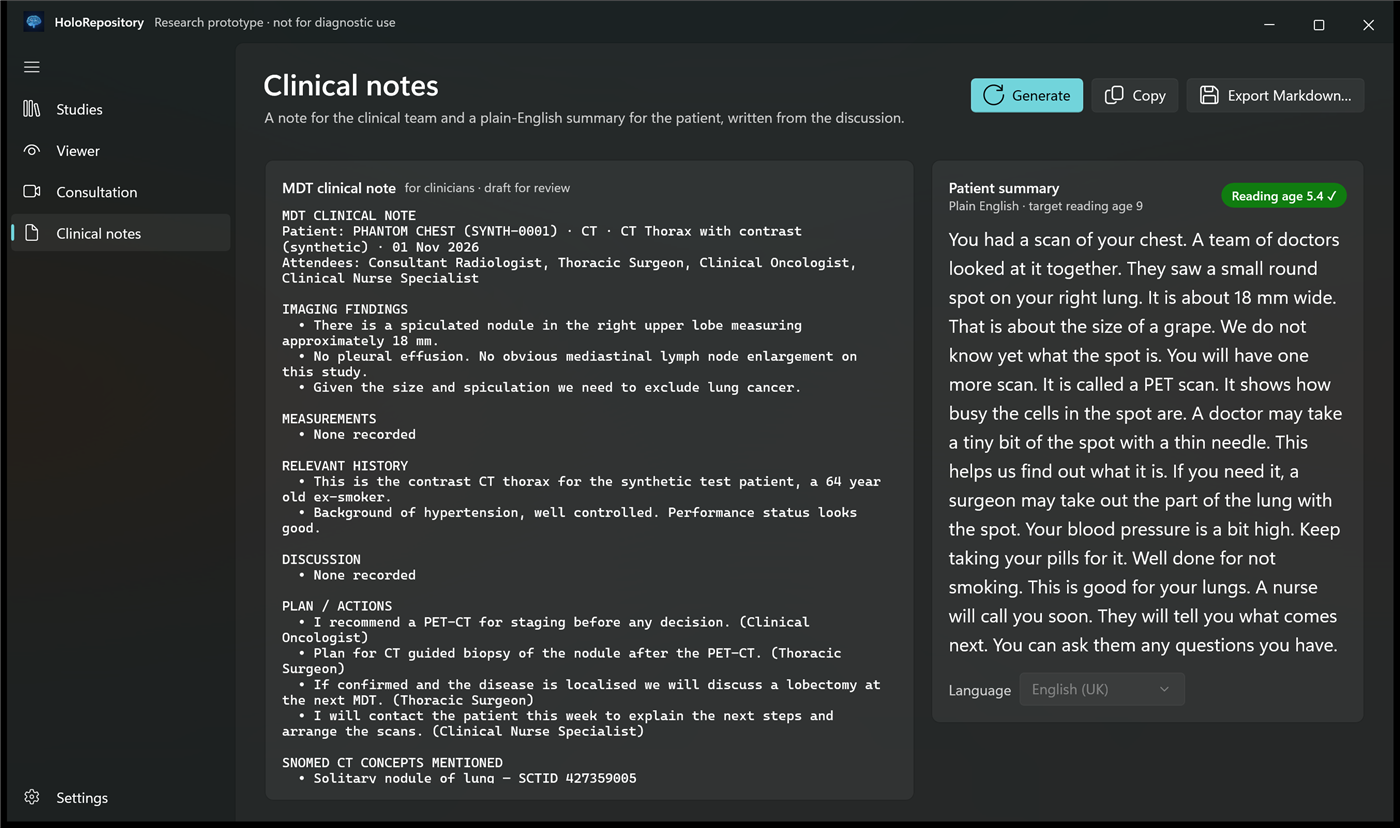 HoloRepository Research prototype · not for diagnostic use
Studies
Viewer
Consultation
Clinical notes
Settings
Clinical notes
A note for the clinical team and a plain-English summary for the patient, written from the discussion.
Generate
Copy
Export Markdown...
MDT clinical note for clinicians · draft for review
MDT CLINICAL NOTE
Patient: PHANTOM CHEST (SYNTH-0001) · CT · CT Thorax with contrast
(synthetic) · 01 Nov 2026
Attendees: Consultant Radiologist, Thoracic Surgeon, Clinical Oncologist,
Clinical Nurse Specialist
IMAGING FINDINGS
• There is a spiculated nodule in the right upper lobe measuring
approximately 18 mm.
• No pleural effusion. No obvious mediastinal lymph node enlargement on
this study.
• Given the size and spiculation we need to exclude lung cancer.
MEASUREMENTS
• None recorded
RELEVANT HISTORY
• This is the contrast CT thorax for the synthetic test patient, a 64 year
old ex-smoker.
• Background of hypertension, well controlled. Performance status looks
good.
DISCUSSION
• None recorded
PLAN / ACTIONS
• I recommend a PET-CT for staging before any decision. (Clinical
Oncologist)
• Plan for CT guided biopsy of the nodule after the PET-CT. (Thoracic
Surgeon)
• If confirmed and the disease is localised we will discuss a lobectomy at
the next MDT. (Thoracic Surgeon)
• I will contact the patient this week to explain the next steps and
arrange the scans. (Clinical Nurse Specialist)
SNOMED CT CONCEPTS MENTIONED
• Solitary nodule of lung – SCTID 427359005
Patient summary
Plain English · target reading age 9
Reading age 5.4 ✓
You had a scan of your chest. A team of doctors
looked at it together. They saw a small round
spot on your right lung. It is about 18 mm wide.
That is about the size of a grape. We do not
know yet what the spot is. You will have one
more scan. It is called a PET scan. It shows how
busy the cells in the spot are. A doctor may take
a tiny bit of the spot with a thin needle. This
helps us find out what it is. If you need it, a
surgeon may take out the part of the lung with
the spot. Your blood pressure is a bit high. Keep
taking your pills for it. Well done for not
smoking. This is good for your lungs. A nurse
will call you soon. They will tell you what comes
next. You can ask them any questions you have.
Language English (UK)